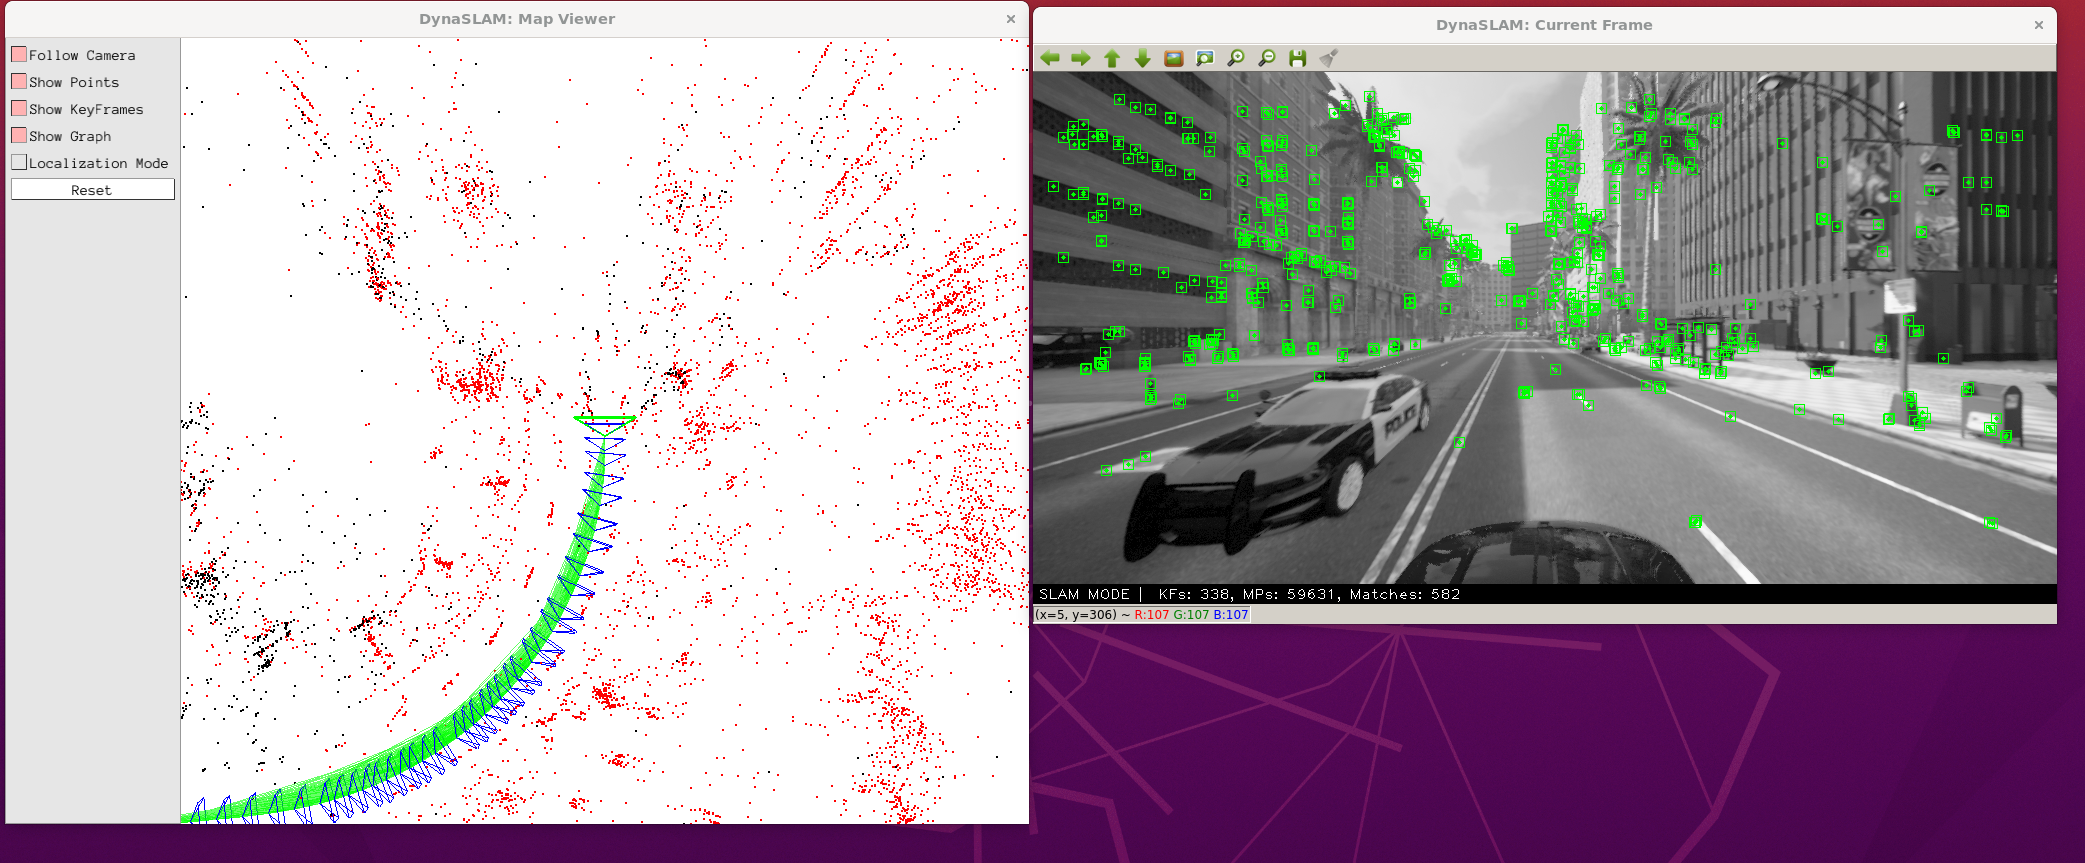 DynaSLAM: Map Viewer
Follow Camera
Show Points
Show KeyFrames
Show Graph
Localization Mode
Reset
DynaSLAM: Current Frame
POLICE
SLAM MODE | KFs: 338, MPs: 59631, Matches: 582
(x=5, y=306) ~ R:107 G:107 B:107